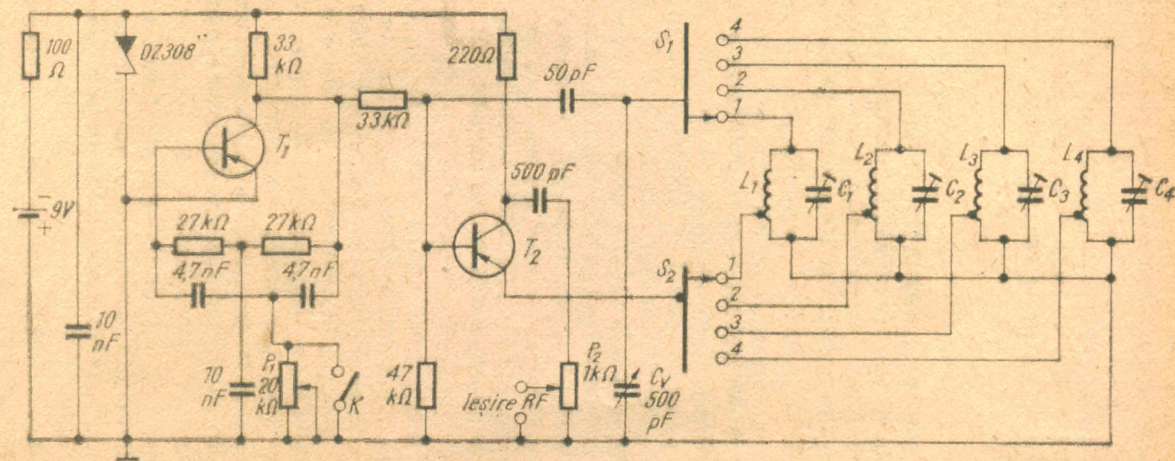 100
Ω
DZ308"
33
kΩ
T1
33kΩ
220Ω
50pF
500pF
T2
27kΩ
27kΩ
4,7nF
4,7nF
9V
−
+
10
nF
10
nF
P1
20
kΩ
K
47
kΩ
Ieșire RF
P2
1kΩ
Cv
500
pF
S1
4
3
2
1
L1
C1
L2
C2
L3
C3
L4
C4
S2
1
2
3
4